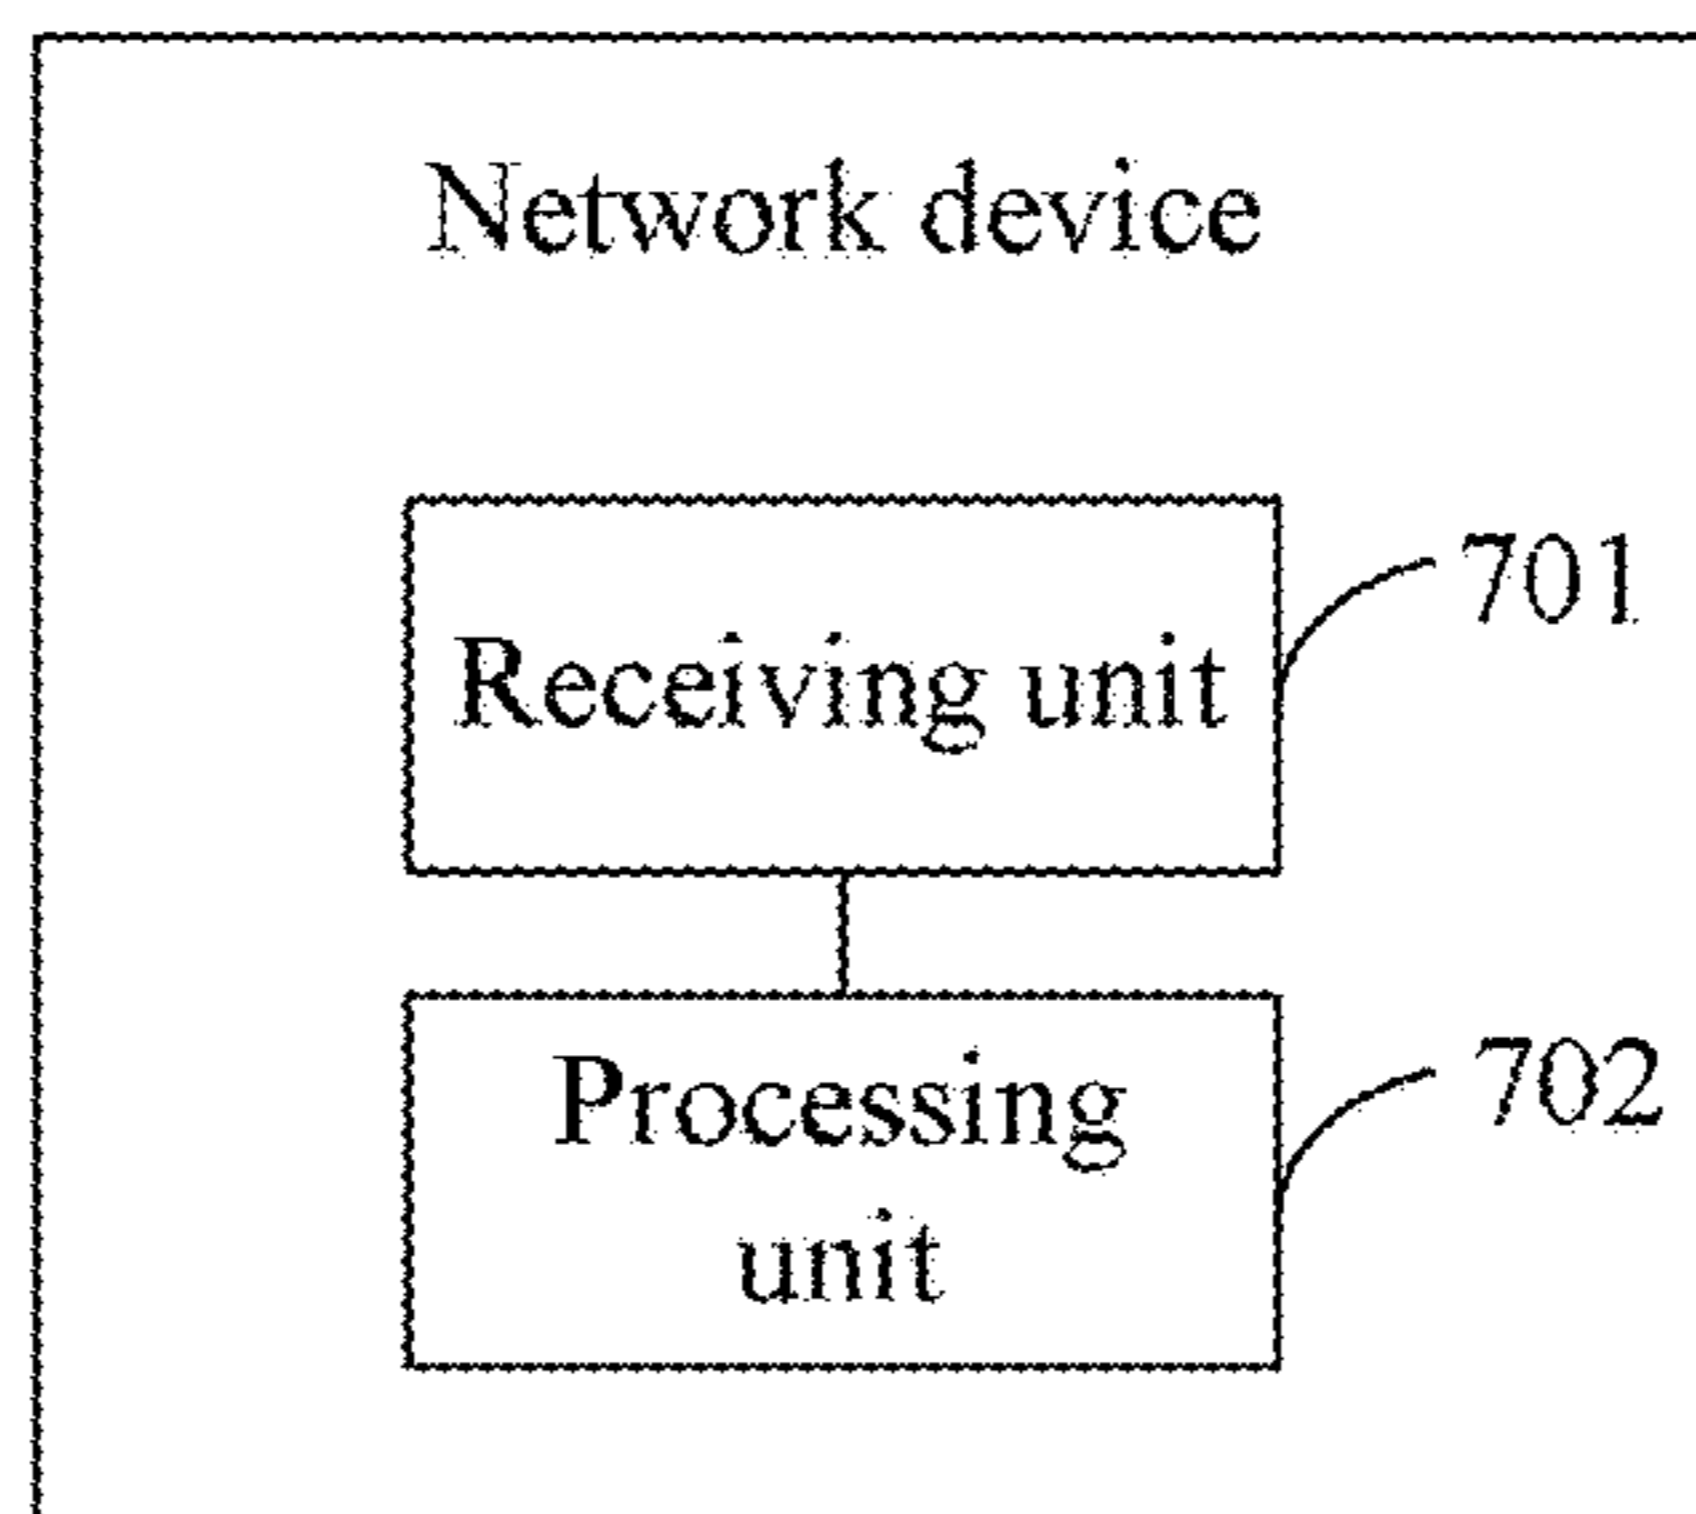 Network device
Receiving unit
701
Processing
unit
702